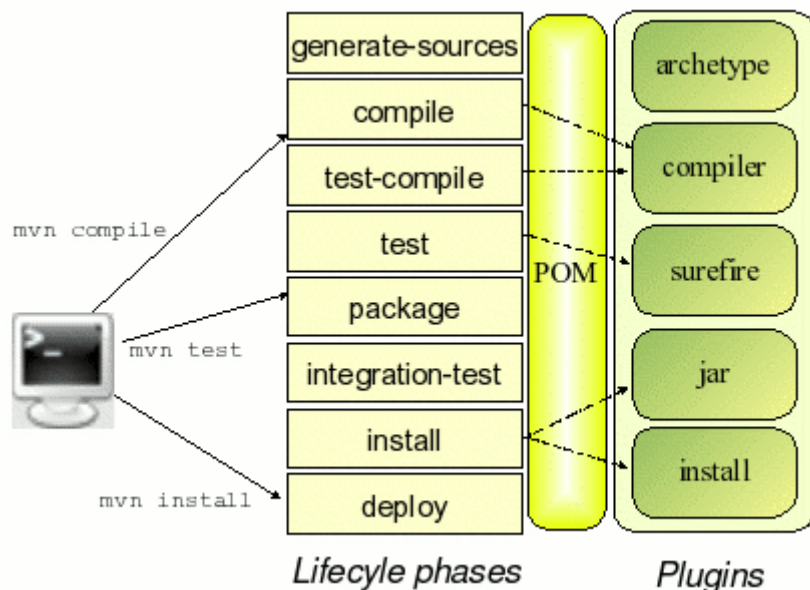 generate-sources
compile
test-compile
test
package
integration-test
install
deploy
mvn compile
mvn test
mvn install
>_
POM
archetype
compiler
surefire
jar
install
Lifecyle phases
Plugins